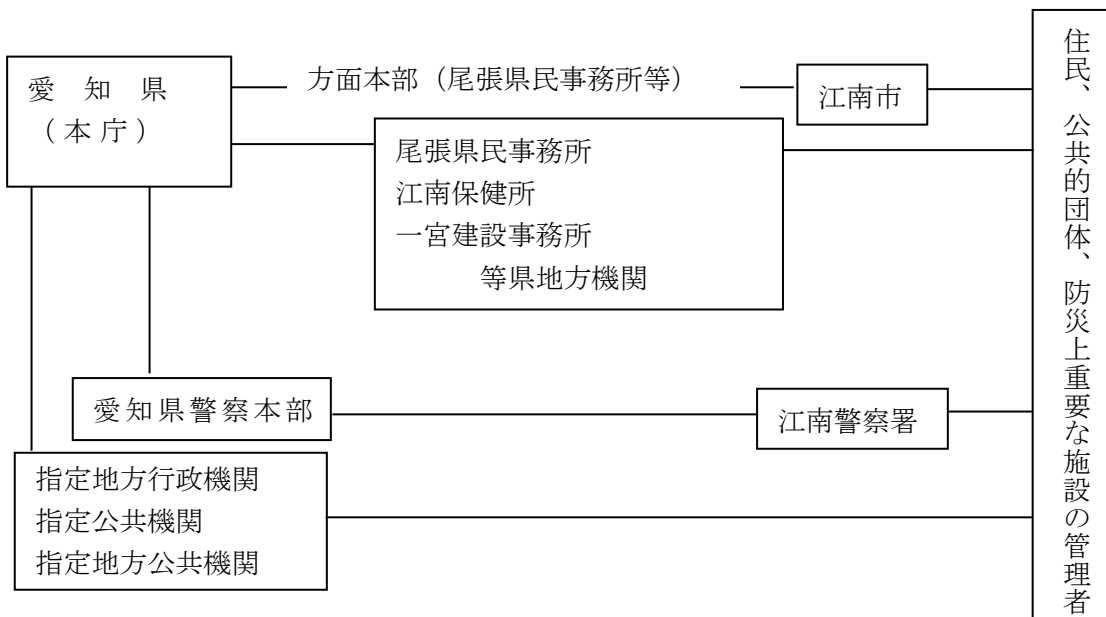 愛　知　県
（本庁）
方面本部（尾張県民事務所等）
江南市
尾張県民事務所
江南保健所
一宮建設事務所
等県地方機関
愛知県警察本部
江南警察署
指定地方行政機関
指定公共機関
指定地方公共機関
住民、公共的団体、防災上重要な施設の管理者